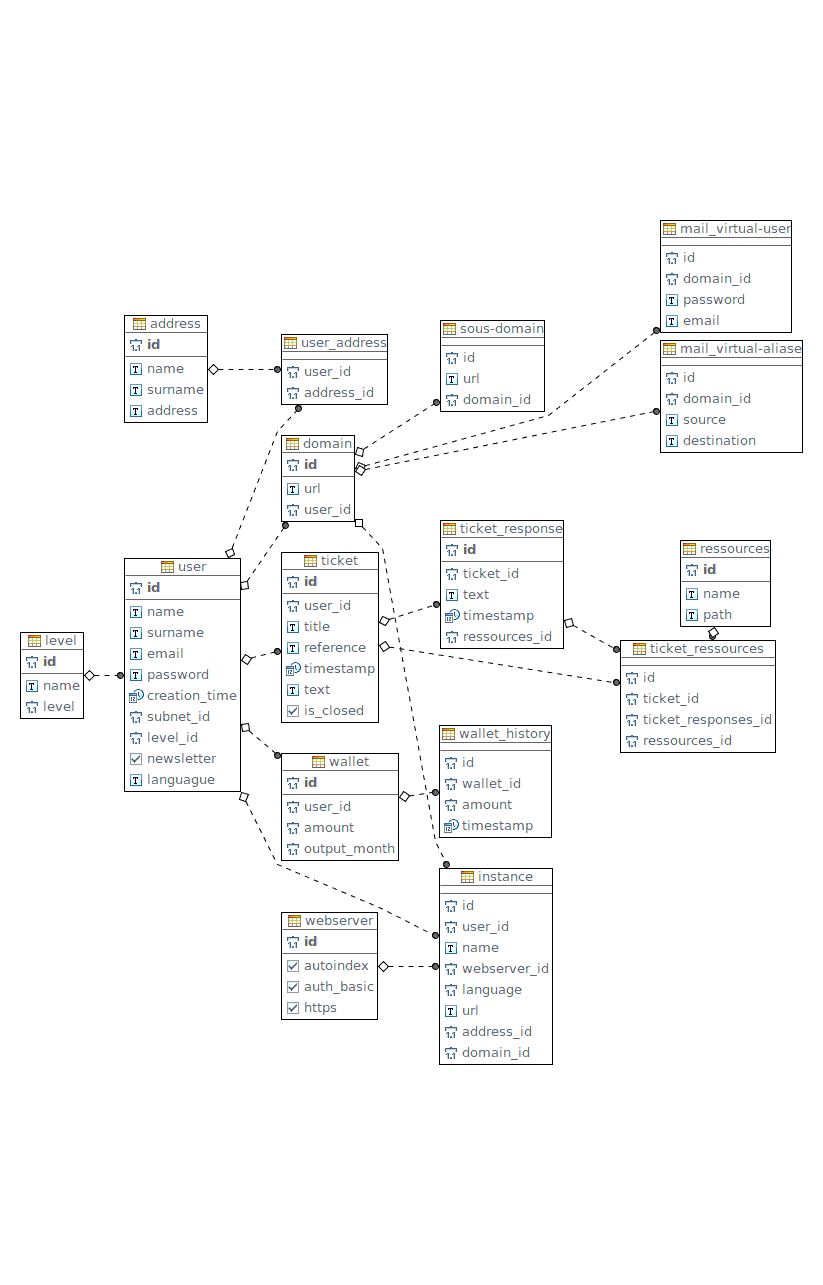 mail_virtual-user
id
domain_id
password
email
address
id
name
surname
address
user_address
user_id
address_id
sous-domain
id
url
domain_id
mail_virtual-aliase
id
domain_id
source
destination
domain
id
url
user_id
user
id
name
surname
email
password
creation_time
subnet_id
level_id
newsletter
languague
ticket
id
user_id
title
reference
timestamp
text
is_closed
ticket_response
id
ticket_id
text
timestamp
ressources_id
ressources
id
name
path
level
id
name
level
ticket_ressources
id
ticket_id
ticket_responses_id
ressources_id
wallet
id
user_id
amount
output_month
wallet_history
id
wallet_id
amount
timestamp
webserver
id
autoindex
auth_basic
https
instance
id
user_id
name
webserver_id
language
url
address_id
domain_id